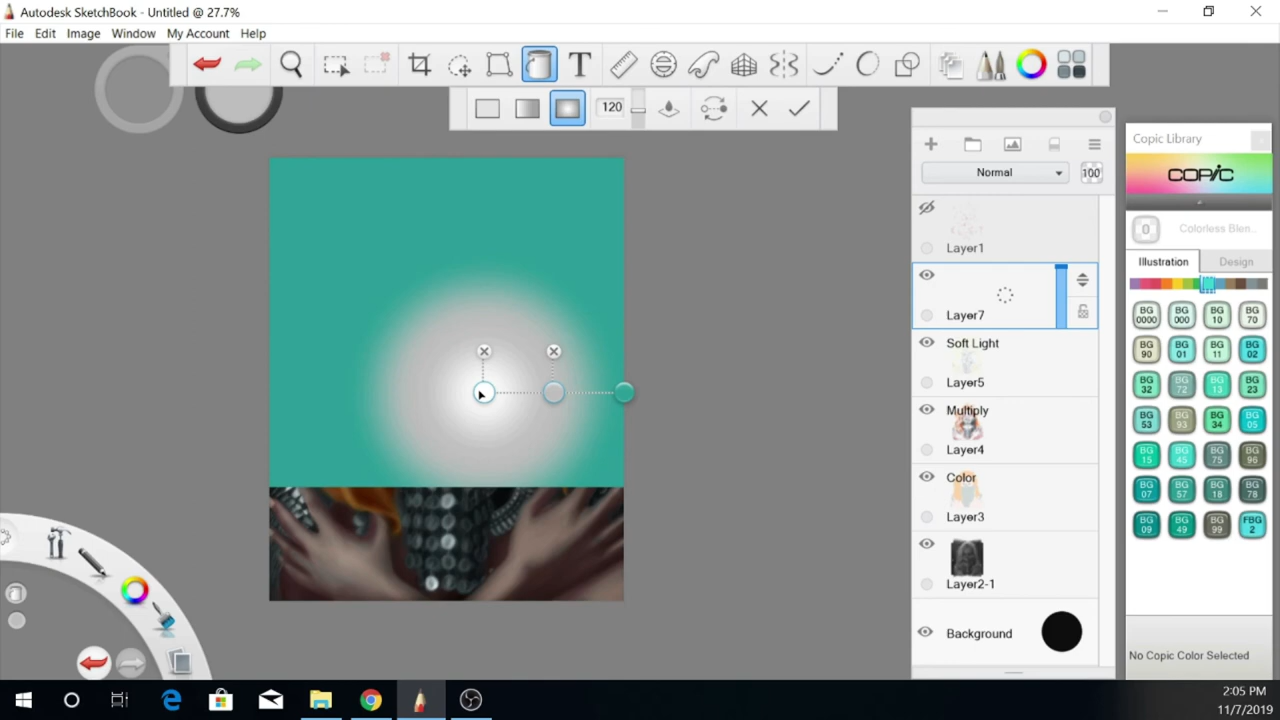 Autodesk SketchBook - Untitled @ 27.7%
File Edit Image Window My Account Help
T
120
Normal 100
Layer1
Layer7
Soft Light
Layer5
Multiply
Layer4
Color
Layer3
Layer2-1
Background
Copic Library
COPIC
0 Colorless Blen..
Illustration Design
BG 0000 BG 000 BG 10 BG 70
BG 90 BG 01 BG 11 BG 02
BG 32 BG 72 BG 13 BG 23
BG 53 BG 93 BG 34 BG 05
BG 15 BG 45 BG 75 BG 96
BG 07 BG 57 BG 18 BG 78
BG 09 BG 49 BG 99 FBG 2
No Copic Color Selected
2:05 PM
11/7/2019